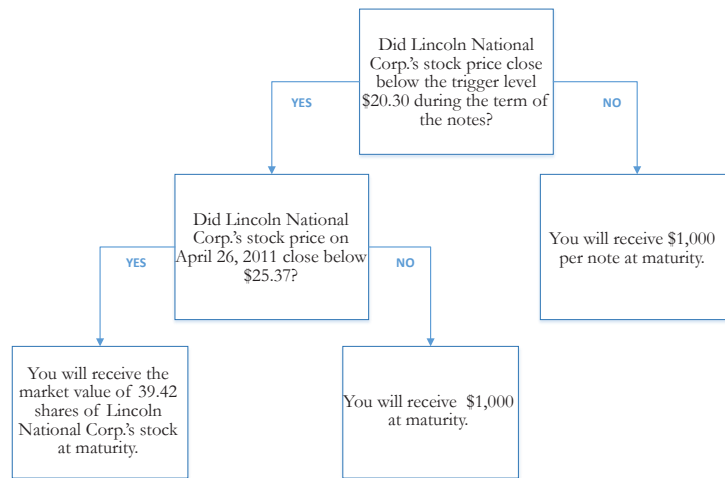 Did Lincoln National
Corp.'s stock price close
below the trigger level
$20.30 during the term of
the notes?
YES
NO
Did Lincoln National
Corp.'s stock price on
April 26, 2011 close below
$25.37?
You will receive $1,000
per note at maturity.
YES
NO
You will receive the
market value of 39.42
shares of Lincoln
National Corp.'s stock
at maturity.
You will receive $1,000
at maturity.